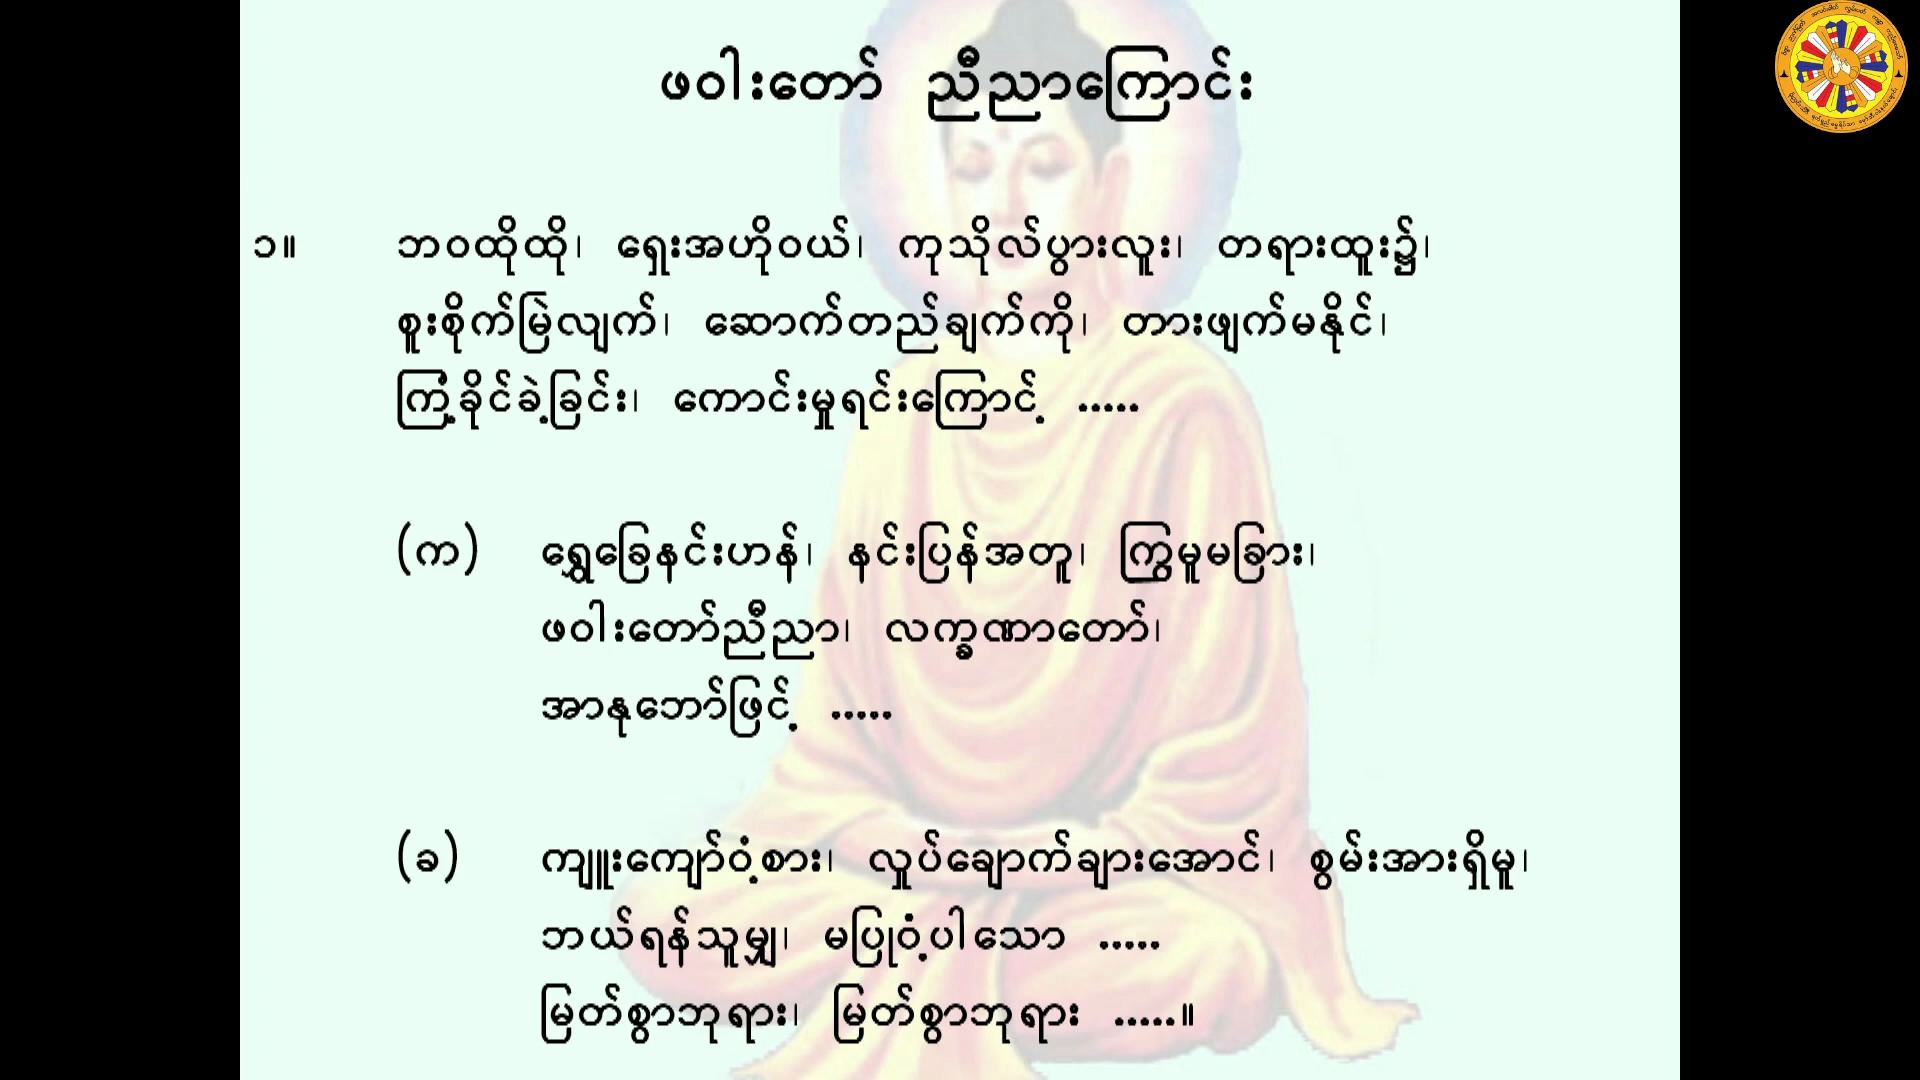 ဖဝါးတော် ညီညာကြောင်း
၁။ ဘဝထိုထို၊ ရှေးအဟိုဝယ်၊ ကုသိုလ်ပွားလူး၊ တရားထူး၌၊
စူးစိုက်မြဲလျက်၊ ဆောက်တည်ချက်ကို၊ တားဖျက်မနိုင်၊
ကြံ့ခိုင်ခဲ့ခြင်း၊ ကောင်းမှုရင်းကြောင့် .....
(က) ရွှေခြေနင်းဟန်၊ နင်းပြန်အတူ၊ ကြွမူမခြား၊
ဖဝါးတော်ညီညာ၊ လက္ခဏာတော်၊
အာနုဘော်ဖြင့် .....
(ခ) ကျူးကျော်ဝံ့စား၊ လှုပ်ချောက်ချားအောင်၊ စွမ်းအားရှိမူ၊
ဘယ်ရန်သူမျှ၊ မပြုဝံ့ပါသော .....
မြတ်စွာဘုရား၊ မြတ်စွာဘုရား .....။